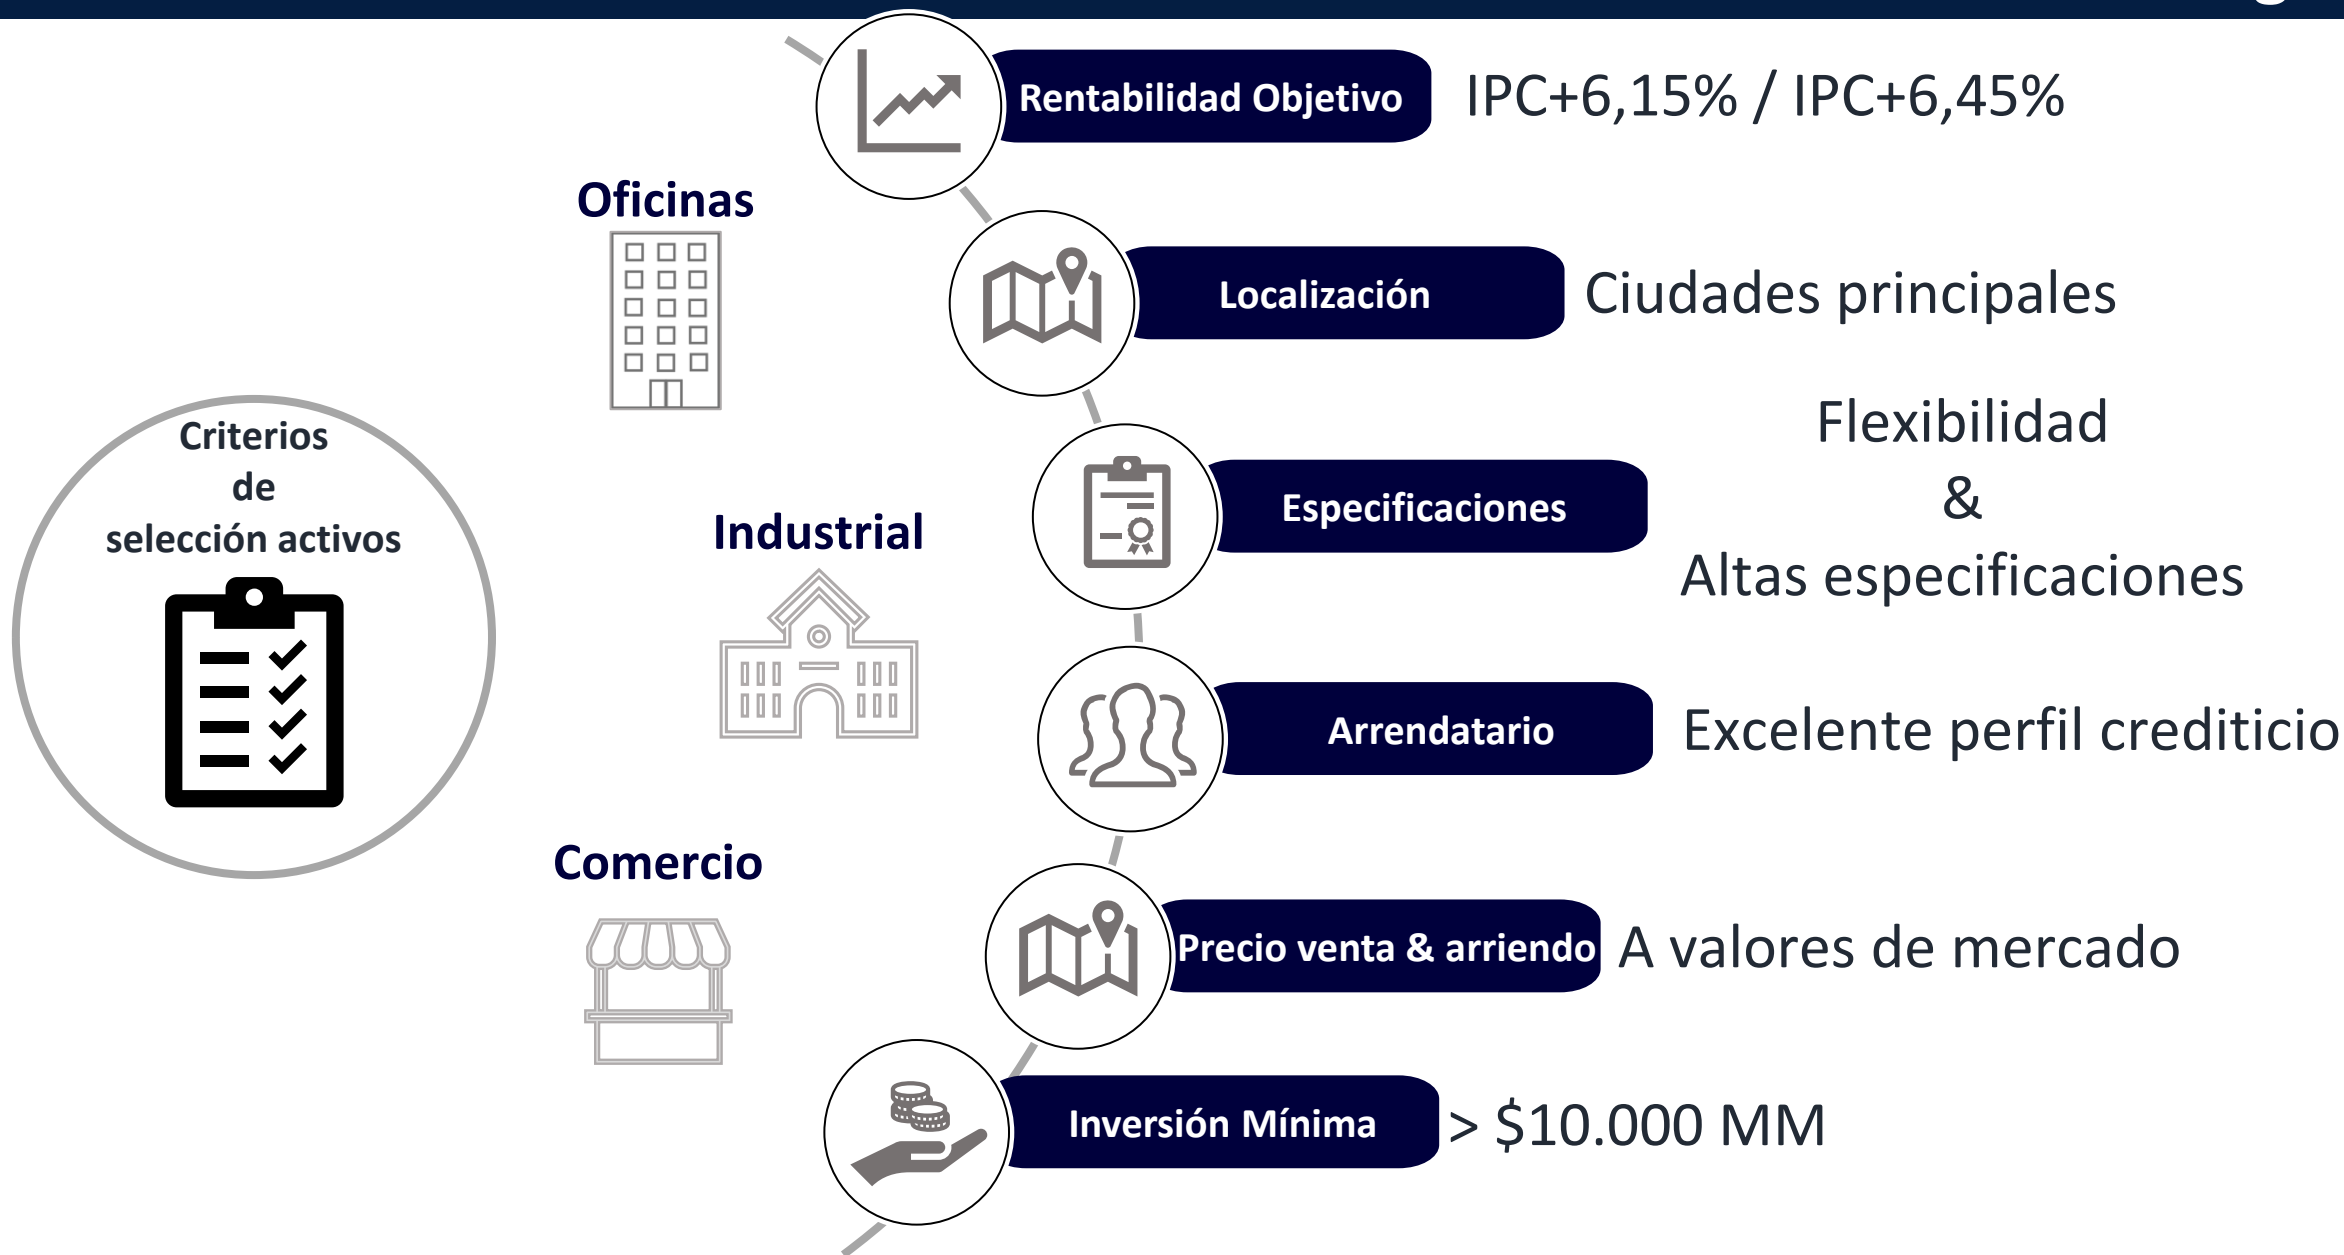 Criterios
de
selección activos
Oficinas
Industrial
Comercio
Rentabilidad Objetivo
IPC+6,15% / IPC+6,45%
Localización
Ciudades principales
Especificaciones
Flexibilidad
&
Altas especificaciones
Arrendatario
Excelente perfil crediticio
Precio venta & arriendo
A valores de mercado
Inversión Mínima
> $10.000 MM